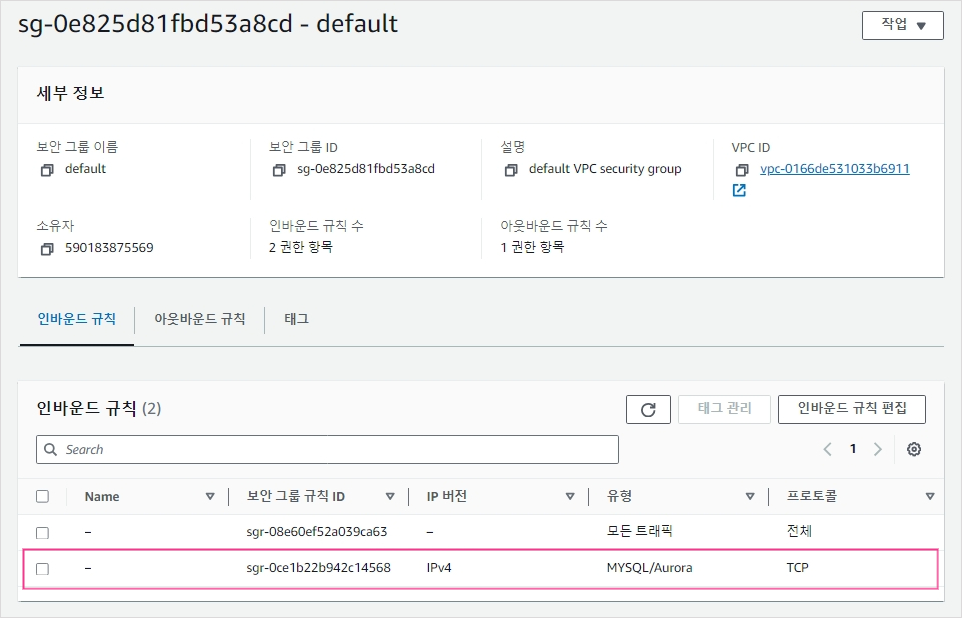 sg-0e825d81fbd53a8cd - default
작업
세부 정보
보안 그룹 이름
default
보안 그룹 ID
sg-0e825d81fbd53a8cd
설명
default VPC security group
VPC ID
vpc-0166de531033b6911
소유자
590183875569
인바운드 규칙 수
2 권한 항목
아웃바운드 규칙 수
1 권한 항목
인바운드 규칙 아웃바운드 규칙 태그
인바운드 규칙 (2)
태그 관리
인바운드 규칙 편집
Search
1
Name 보안 그룹 규칙 ID IP 버전 유형 프로토콜
– sgr-08e60ef52a039ca63 – 모든 트래픽 전체
– sgr-0ce1b22b942c14568 IPv4 MYSQL/Aurora TCP